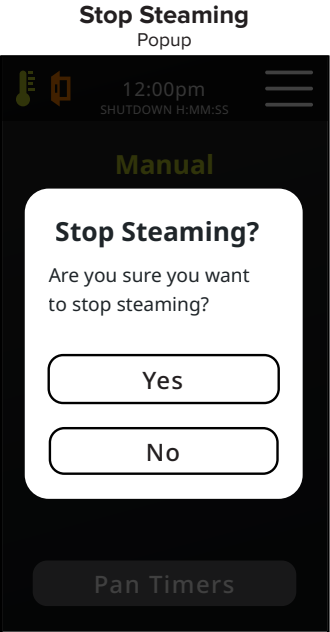 Stop Steaming
Popup
12:00pm
SHUTDOWN H:MM:SS
Manual
Stop Steaming?
Are you sure you want
to stop steaming?
Yes
No
Pan Timers